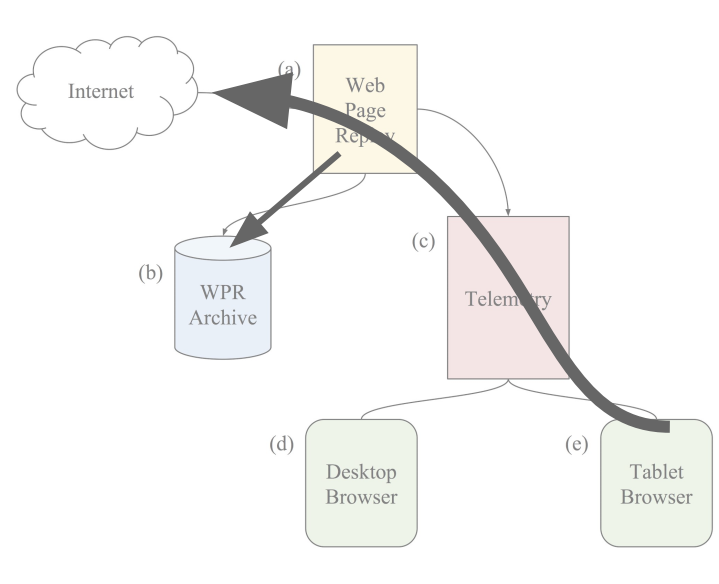 Internet
(a)
Web
Page
Replay
(b)
WPR
Archive
(c)
Telemetry
(d)
Desktop
Browser
(e)
Tablet
Browser